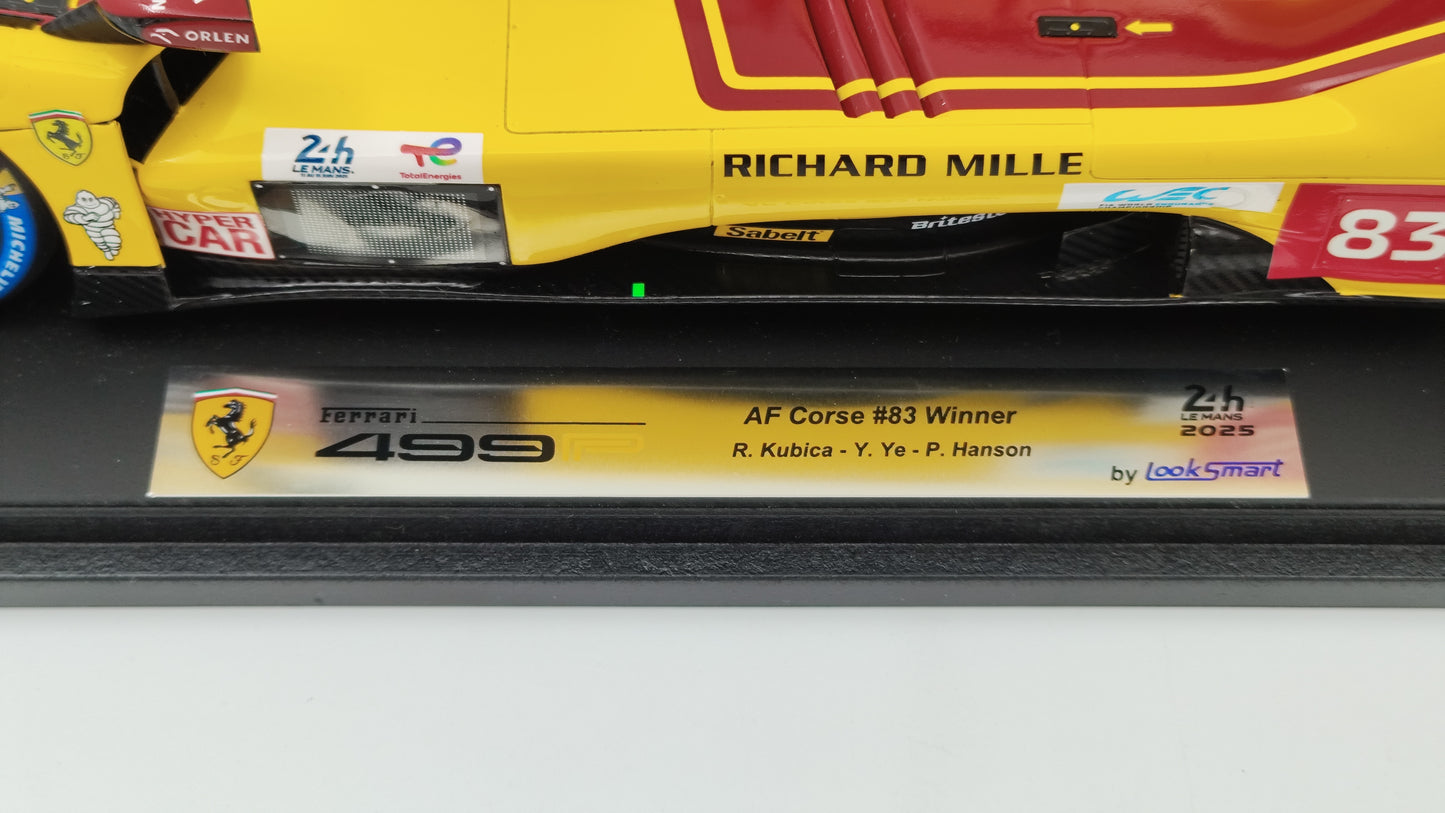 ORLEN
24h
LE MANS
TotalEnergies
RICHARD MILLE
WEC
HYPER
CAR
Sabelt
83
S F
Ferrari
499P
AF Corse #83 Winner
R. Kubica - Y. Ye - P. Hanson
24h
LE MANS
2025
by LookSmart